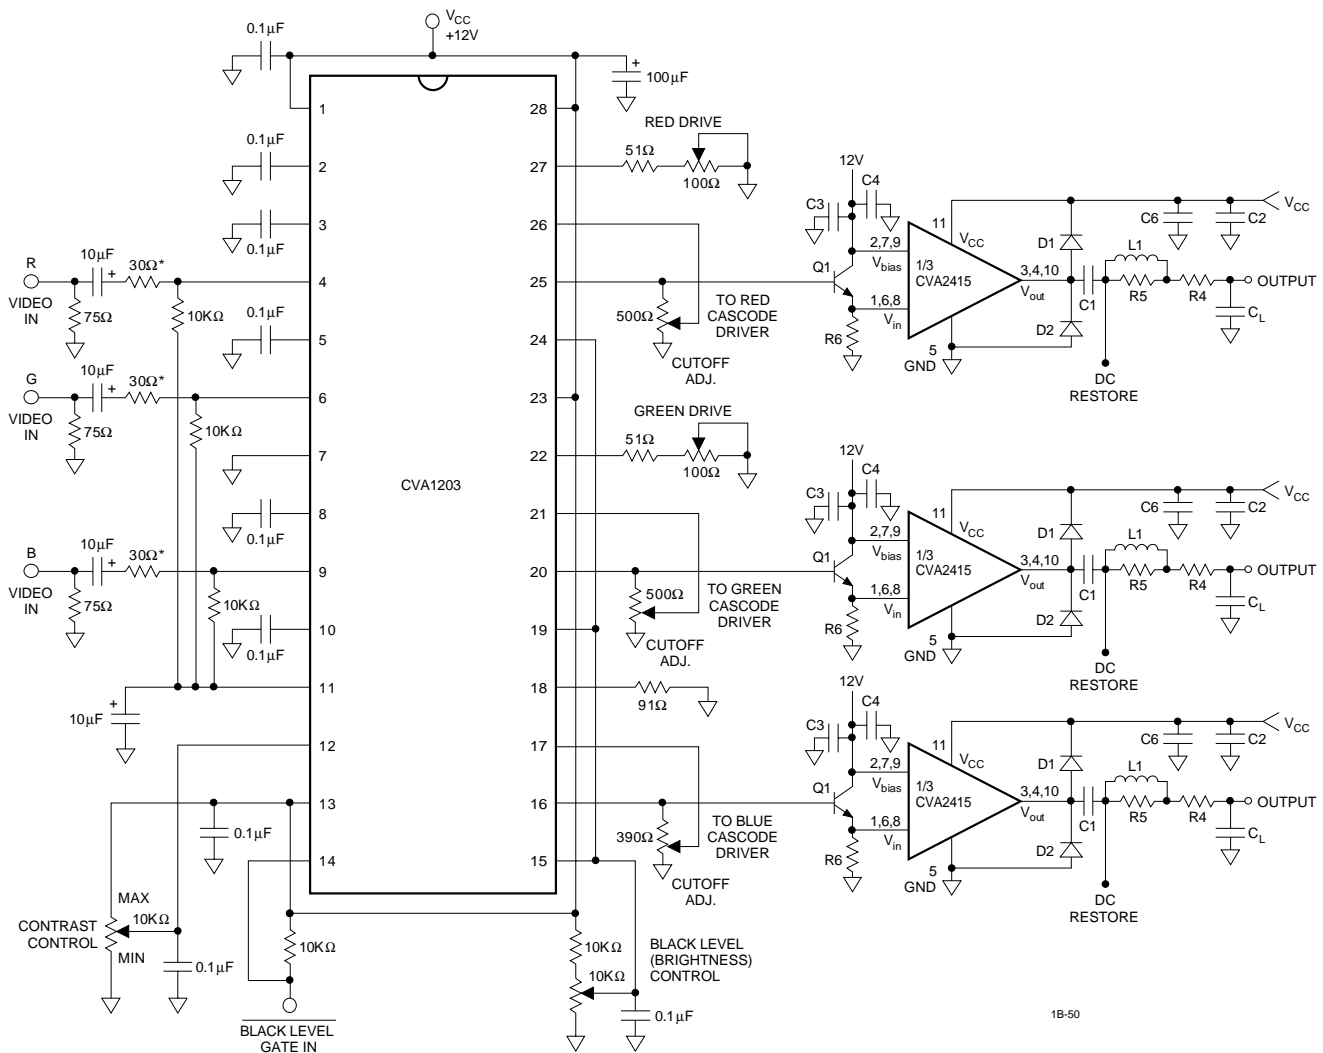 0.1µF
VCC
+12V
100µF
1
28
0.1µF
2
27
RED DRIVE
51Ω
100Ω
3
26
0.1µF
R
VIDEO
IN
10µF
+
30Ω*
75Ω
10KΩ
4
25
500Ω
TO RED
CASCODE
DRIVER
CUTOFF
ADJ.
0.1µF
5
24
G
VIDEO
IN
10µF
+
30Ω*
75Ω
10KΩ
6
23
GREEN DRIVE
51Ω
100Ω
7
22
CVA1203
8
21
0.1µF
B
VIDEO
IN
10µF
+
30Ω*
75Ω
10KΩ
9
20
500Ω
TO GREEN
CASCODE
DRIVER
CUTOFF
ADJ.
10
19
0.1µF
11
18
91Ω
+
10µF
12
17
13
16
0.1µF
390Ω
TO BLUE
CASCODE
DRIVER
CUTOFF
ADJ.
14
15
MAX
CONTRAST
CONTROL
10KΩ
MIN
0.1µF
10KΩ
BLACK LEVEL
GATE IN
10KΩ
10KΩ
BLACK LEVEL
(BRIGHTNESS)
CONTROL
0.1µF
+
12V
C3
C4
11
VCC
2,7,9
Vbias
Q1
1/3
CVA2415
1,6,8
Vin
R6
5
GND
3,4,10
Vout
D1
D2
C1
L1
R5
R4
C6
C2
VCC
OUTPUT
CL
DC
RESTORE
12V
C3
C4
11
VCC
2,7,9
Vbias
Q1
1/3
CVA2415
1,6,8
Vin
R6
5
GND
3,4,10
Vout
D1
D2
C1
L1
R5
R4
C6
C2
VCC
OUTPUT
CL
DC
RESTORE
12V
C3
C4
11
VCC
2,7,9
Vbias
Q1
1/3
CVA2415
1,6,8
Vin
R6
5
GND
3,4,10
Vout
D1
D2
C1
L1
R5
R4
C6
C2
VCC
OUTPUT
CL
DC
RESTORE
1B-50